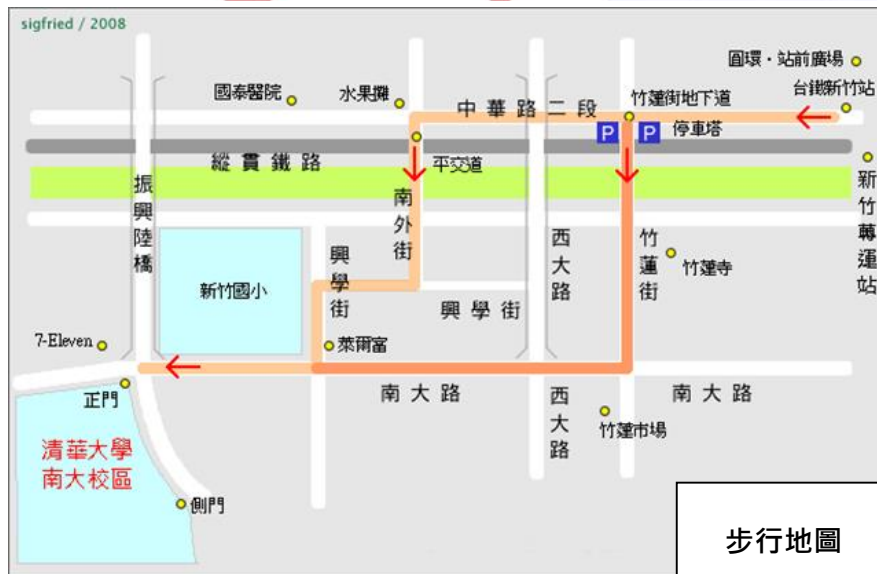 sigfried / 2008
圓環・站前廣場
國泰醫院
水果攤
中華路二段
竹蓮街地下道
台鐵新竹站
P
P
停車塔
縱貫鐵路
平交道
新竹轉運站
振興陸橋
南外街
西大路
竹蓮街
竹蓮寺
新竹國小
興學街
興學街
7-Eleven
萊爾富
正門
南大路
西大路
南大路
竹蓮市場
清華大學
南大校區
側門
步行地圖